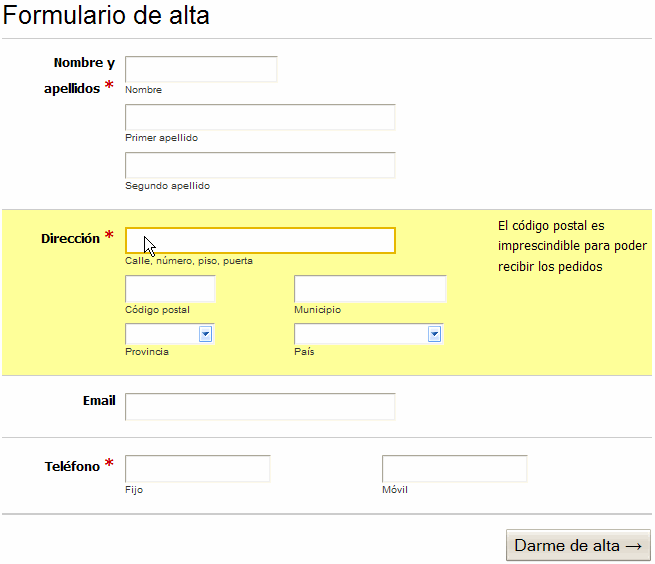 Formulario de alta
Nombre y
apellidos *
Nombre
Primer apellido
Segundo apellido
Dirección *
Calle, número, piso, puerta
Código postal
Municipio
Provincia
País
El código postal es
imprescindible para poder
recibir los pedidos
Email
Teléfono *
Fijo
Móvil
Darme de alta →